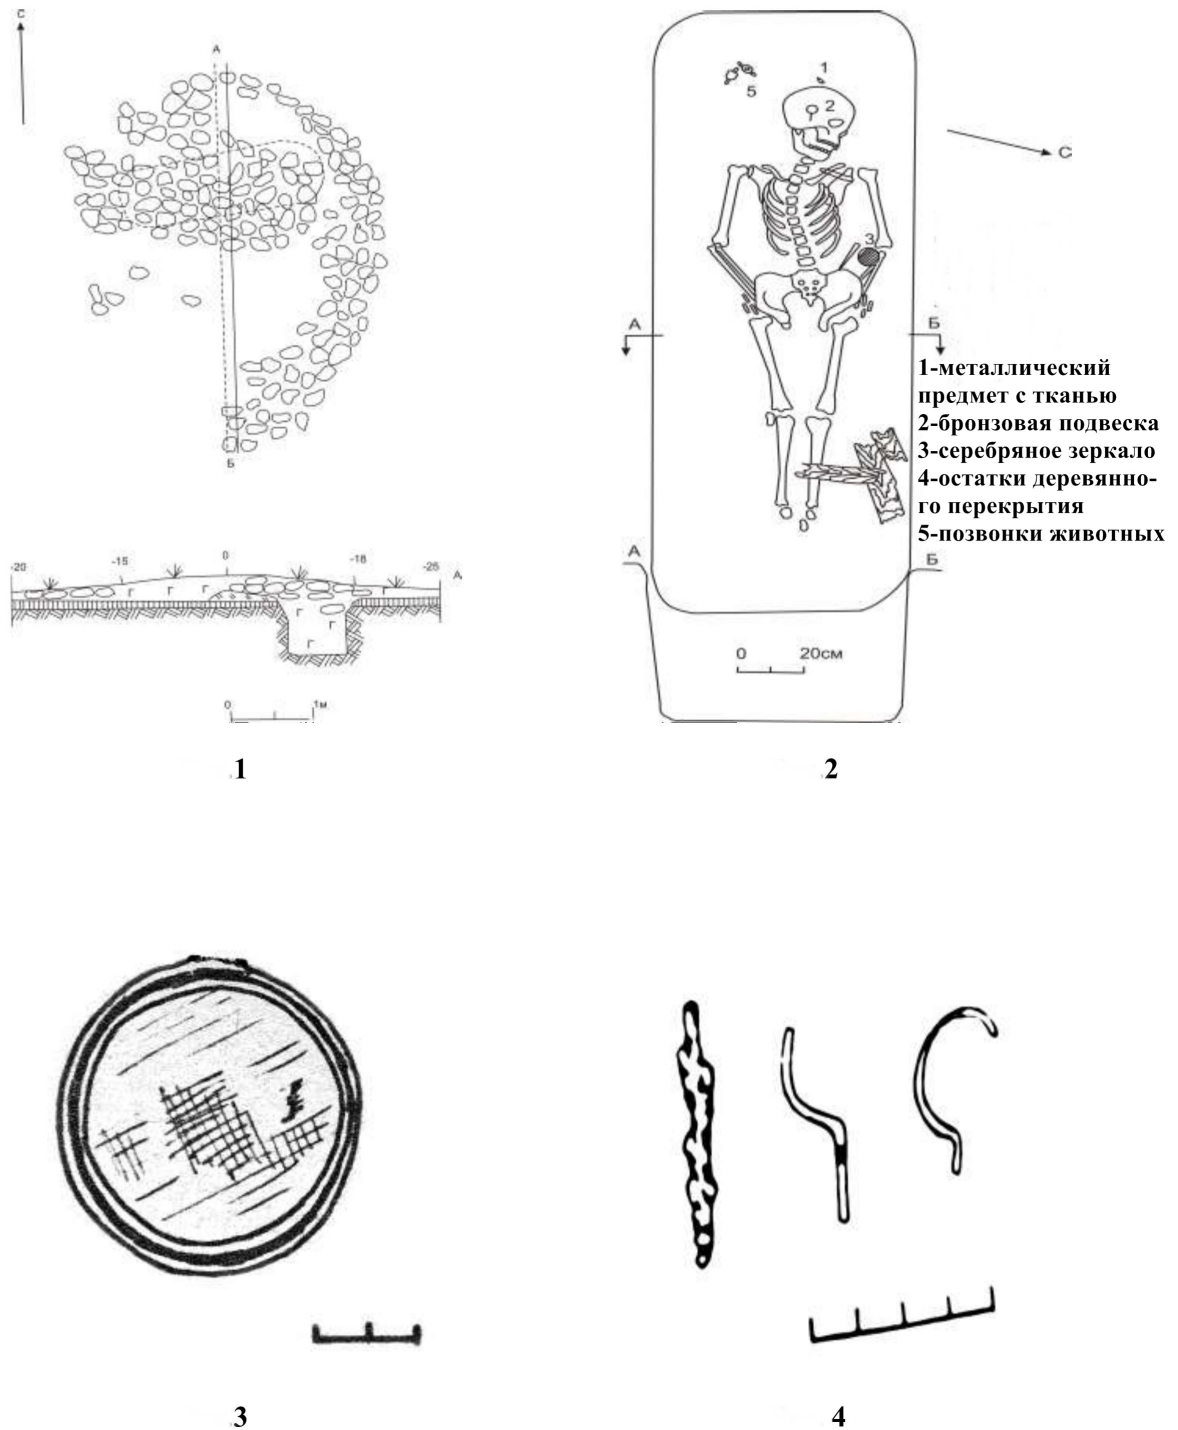 С
А
Б
-20
-15
0
-18
-25
А
Г
Г
Г
Г
Г
Г
0
1м
1
1
2
3
5
С
А
Б
1-металлический
предмет с тканью
2-бронзовая подвеска
3-серебряное зеркало
4-остатки деревянно-
го перекрытия
5-позвонки животных
А
Б
0 20см
2
3
4